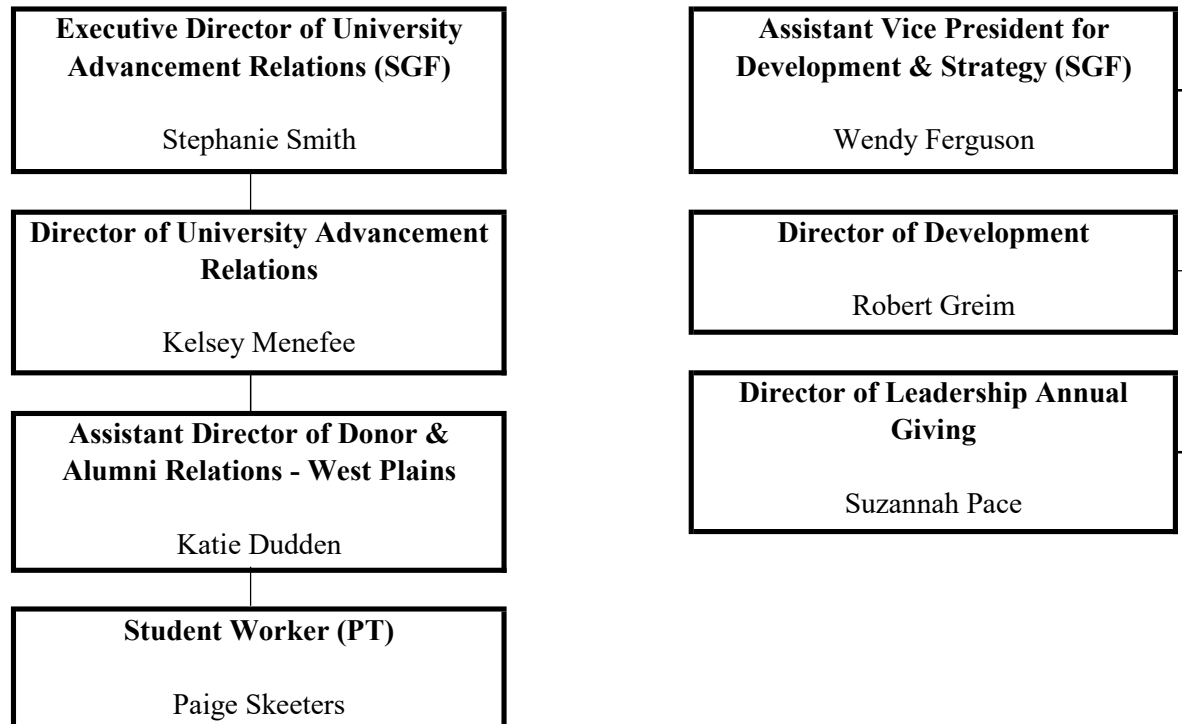 Executive Director of University
Advancement Relations (SGF)
Stephanie Smith
Director of University Advancement
Relations
Kelsey Menefee
Assistant Director of Donor &
Alumni Relations - West Plains
Katie Dudden
Student Worker (PT)
Paige Skeeters
Assistant Vice President for
Development & Strategy (SGF)
Wendy Ferguson
Director of Development
Robert Greim
Director of Leadership Annual
Giving
Suzannah Pace